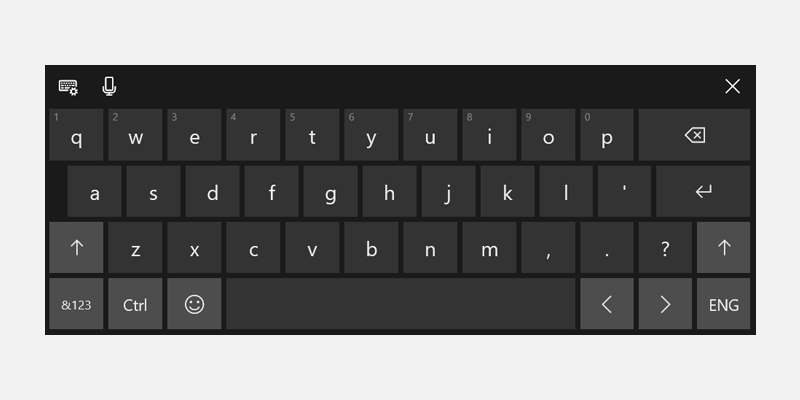 1 2 3 4 5 6 7 8 9 0
q w e r t y u i o p
a s d f g h j k l '
z x c v b n m , . ?
&123 Ctrl < > ENG